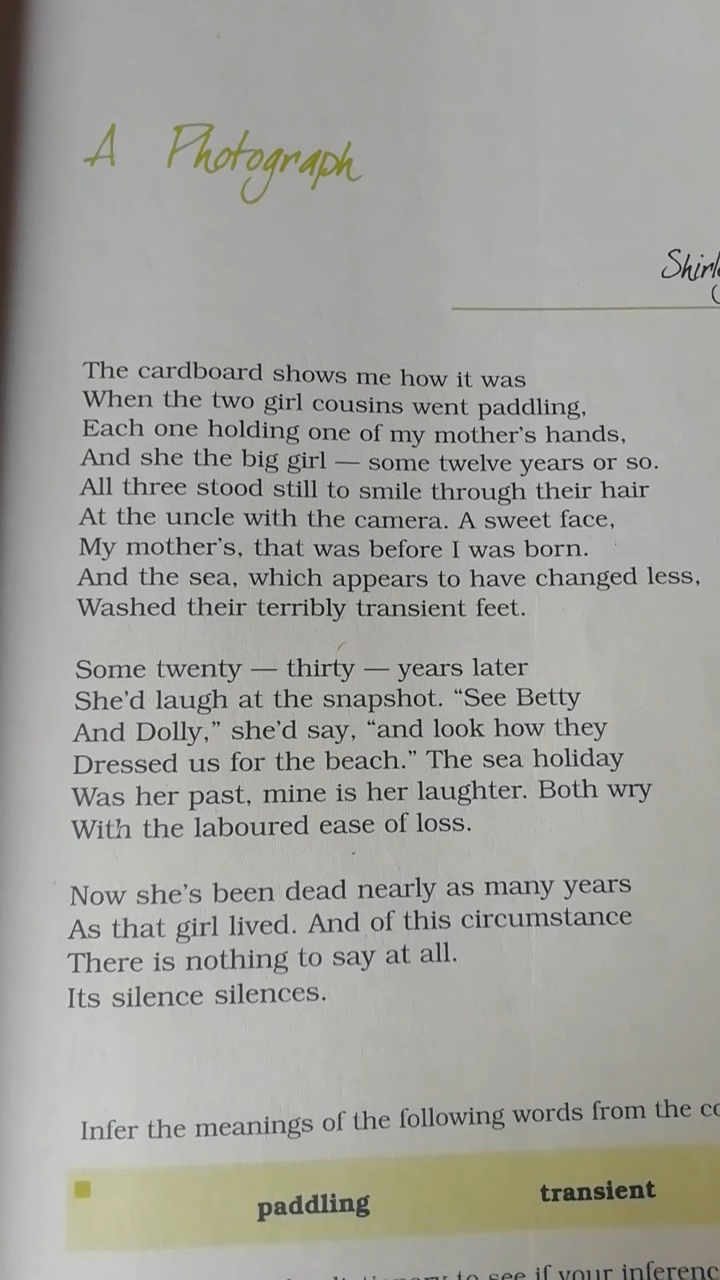 A Photograph
The cardboard shows me how it was
When the two girl cousins went paddling,
Each one holding one of my mother's hands,
And she the big girl — some twelve years or so.
All three stood still to smile through their hair
At the uncle with the camera. A sweet face,
My mother's, that was before I was born.
And the sea, which appears to have changed less,
Washed their terribly transient feet.
Some twenty — thirty — years later
She'd laugh at the snapshot. “See Betty
And Dolly,” she'd say, “and look how they
Dressed us for the beach.” The sea holiday
Was her past, mine is her laughter. Both wry
With the laboured ease of loss.
Now she's been dead nearly as many years
As that girl lived. And of this circumstance
There is nothing to say at all.
Its silence silences.
Infer the meanings of the following words from the
paddling transient
to see if your